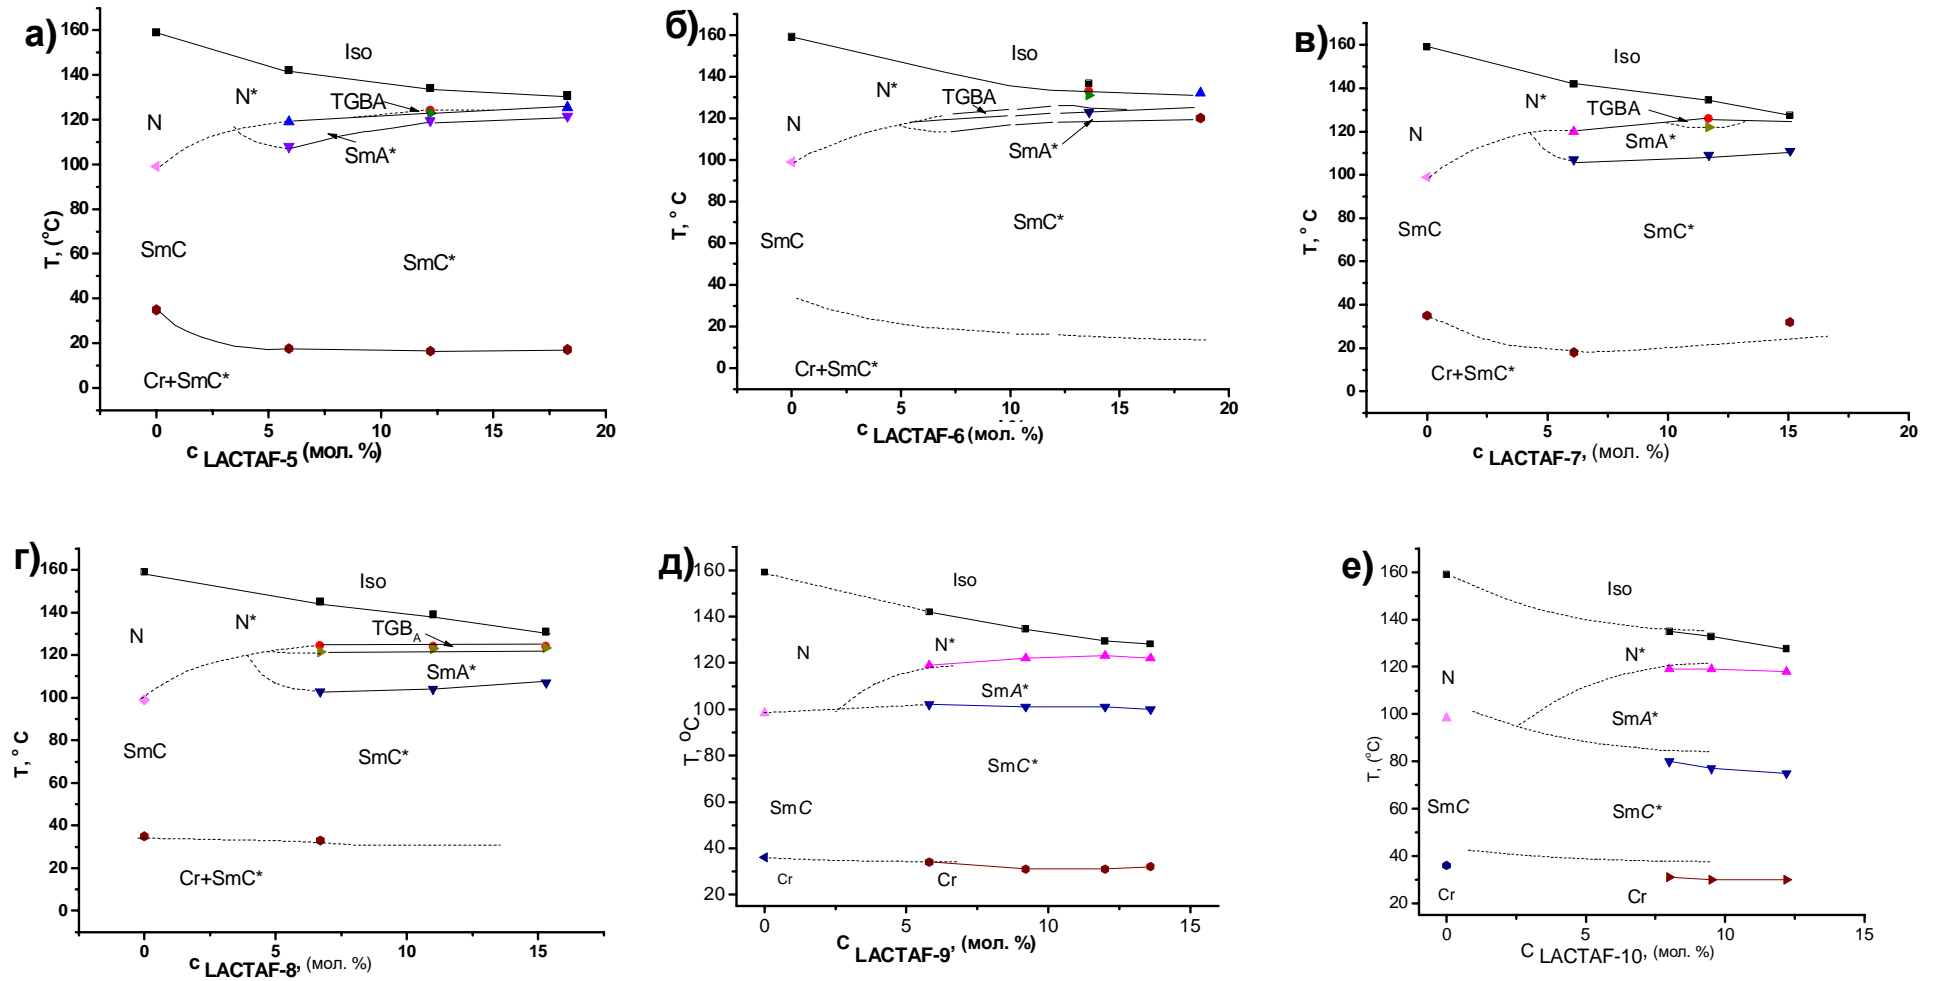 а)
160
140
120
100
80
60
40
20
0
T, (°C)
Iso
N*
TGBA
N
SmA*
SmC
SmC*
Cr+SmC*
0 5 10 15 20
c LACTAF-5 (мол. %)
б)
160
140
120
100
80
60
40
20
0
T, ° C
Iso
N*
TGBA
N
SmA*
SmC*
SmC
Cr+SmC*
0 5 10 15 20
c LACTAF-6 (мол. %)
в)
160
140
120
100
80
60
40
20
0
T, ° C
Iso
N*
TGBA
N
SmA*
SmC
SmC*
Cr+SmC*
0 5 10 15 20
c LACTAF-7, (мол. %)
г)
160
140
120
100
80
60
40
20
0
T, ° C
Iso
N*
TGBA
N
SmA*
SmC
SmC*
Cr+SmC*
0 5 10 15
c LACTAF-8, (мол. %)
д)
160
140
120
100
80
60
40
20
T, °C
Iso
N
N*
SmA*
SmC*
SmC
Cr
Cr
0 5 10 15
C LACTAF-9, (мол. %)
е)
160
140
120
100
80
60
40
20
T, (°C)
Iso
N*
N
SmA*
SmC
SmC*
Cr
Cr
0 5 10 15
C LACTAF-10, (мол. %)